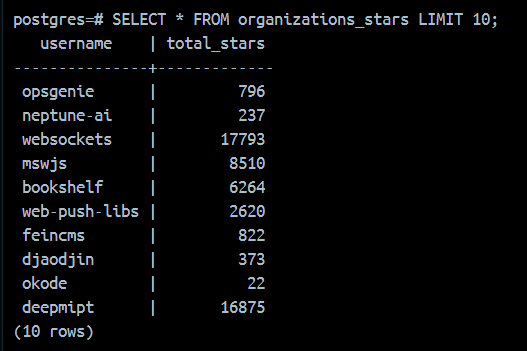 postgres=# SELECT * FROM organizations_stars LIMIT 10;
   username    | total_stars
---------------+-------------
 opsgenie      |         796
 neptune-ai    |         237
 websockets    |       17793
 mswjs         |        8510
 bookshelf     |        6264
 web-push-libs |        2620
 feincms       |         822
 djaodjin      |         373
 okode         |          22
 deepmipt      |       16875
(10 rows)